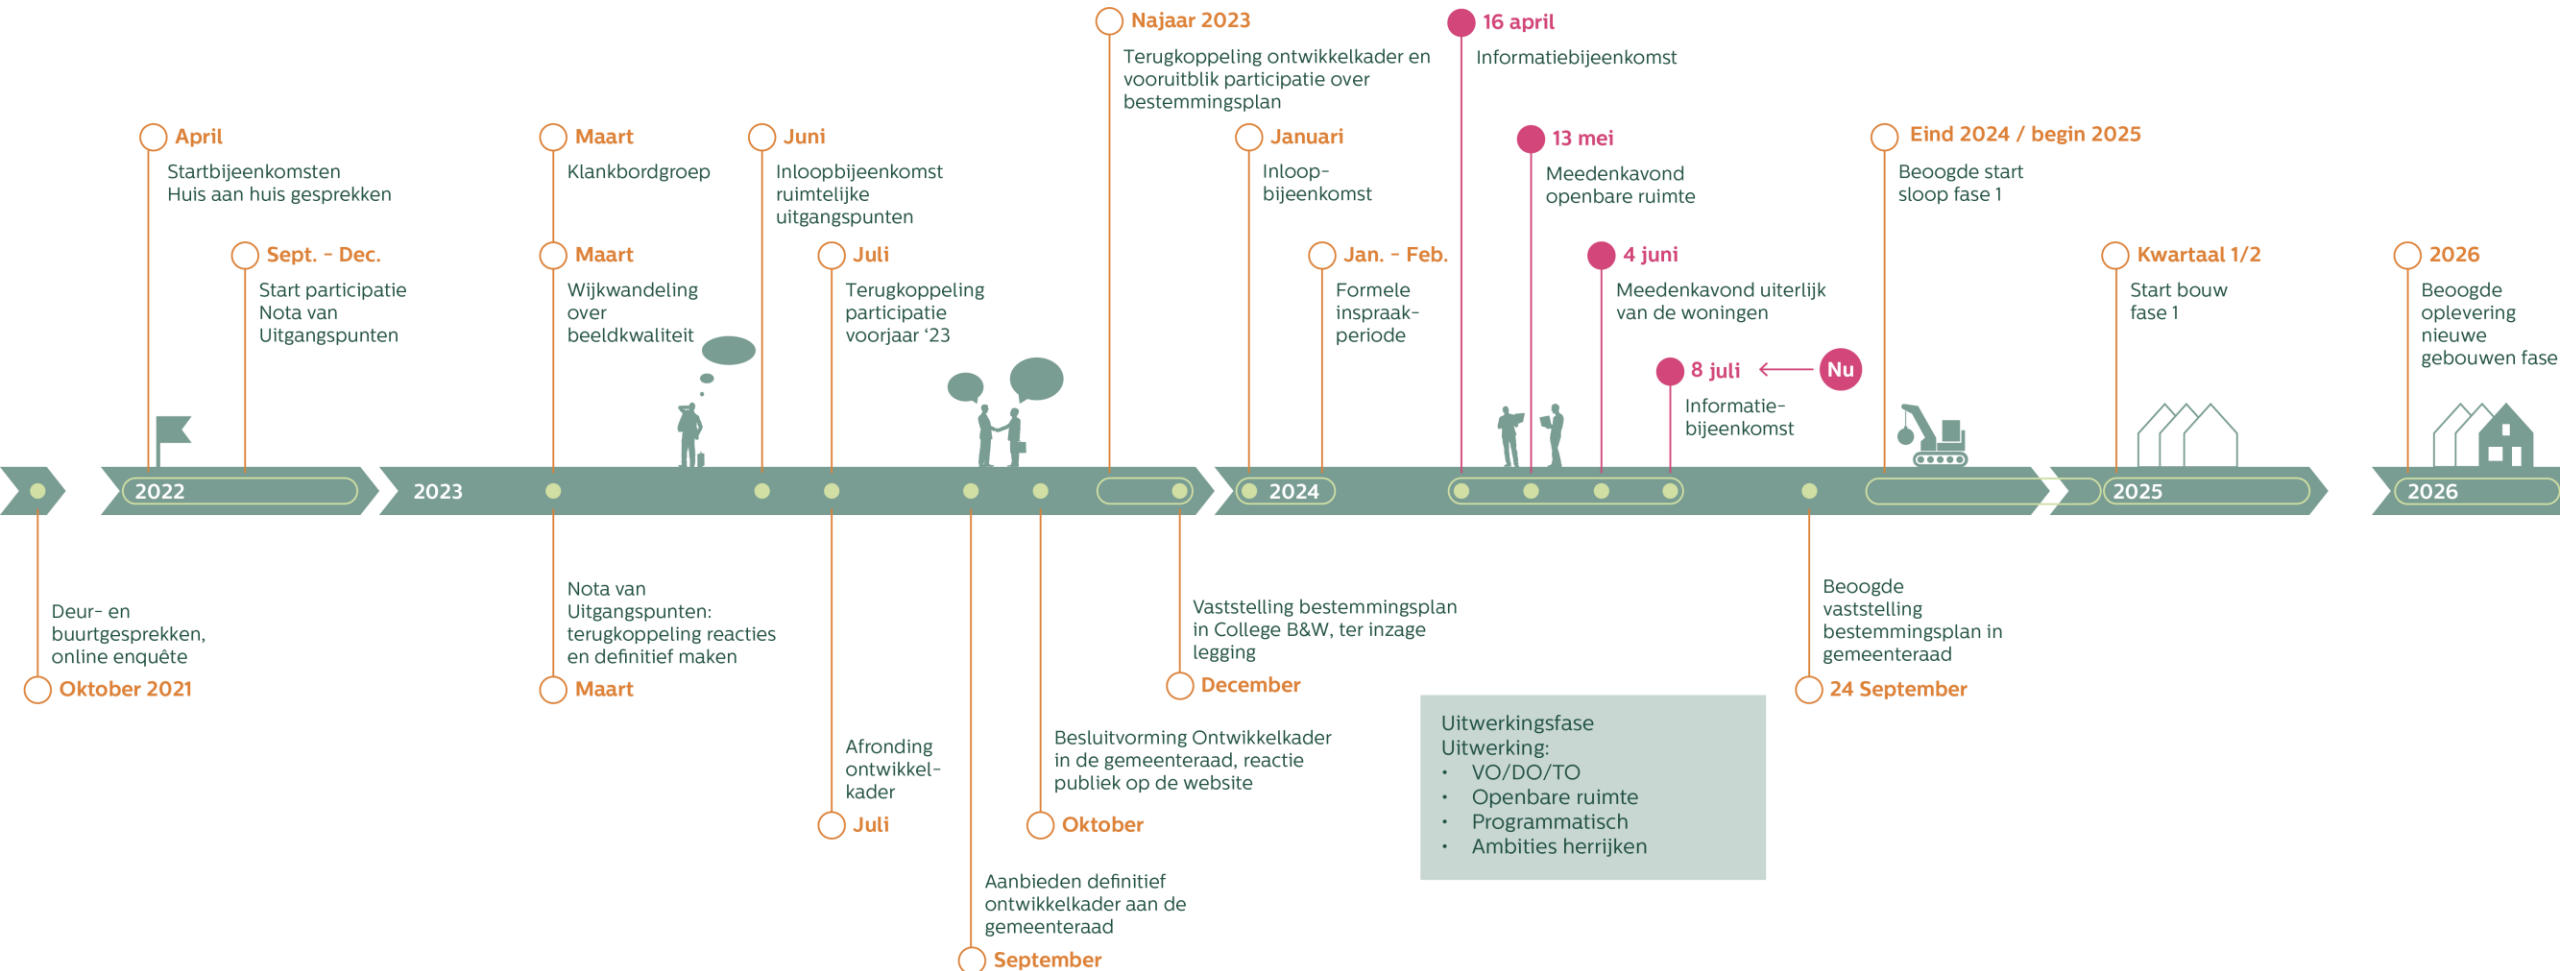 Najaar 2023
Terugkoppeling ontwikkelkader en
vooruitblik participatie over
bestemmingsplan
16 april
Informatiebijeenkomst
April
Startbijeenkomsten
Huis aan huis gesprekken
Maart
Klankbordgroep
Juni
Inloopbijeenkomst
ruimtelijke
uitgangspunten
Januari
Inloop-
bijeenkomst
13 mei
Meedenkavond
openbare ruimte
Eind 2024 / begin 2025
Beoogde start
sloop fase 1
Sept. - Dec.
Start participatie
Nota van
Uitgangspunten
Maart
Wijkwandeling
over
beeldkwaliteit
Juli
Terugkoppeling
participatie
voorjaar ‘23
Jan. - Feb.
Formele
inspraak-
periode
4 juni
Meedenkavond uiterlijk
van de woningen
Kwartaal 1/2
Start bouw
fase 1
2026
Beoogde
oplevering
nieuwe
gebouwen fase
8 juli
Nu
Informatie-
bijeenkomst
2022
2023
2024
2025
2026
Deur- en
buurtgesprekken,
online enquête
Oktober 2021
Nota van
Uitgangspunten:
terugkoppeling reacties
en definitief maken
Maart
Vaststelling bestemmingsplan
in College B&W, ter inzage
legging
December
Beoogde
vaststelling
bestemmingsplan in
gemeenteraad
24 September
Afronding
ontwikkel-
kader
Juli
Besluitvorming Ontwikkelkader
in de gemeenteraad, reactie
publiek op de website
Oktober
Uitwerkingsfase
Uitwerking:
• VO/DO/TO
• Openbare ruimte
• Programmatisch
• Ambities herrijken
Aanbieden definitief
ontwikkelkader aan de
gemeenteraad
September